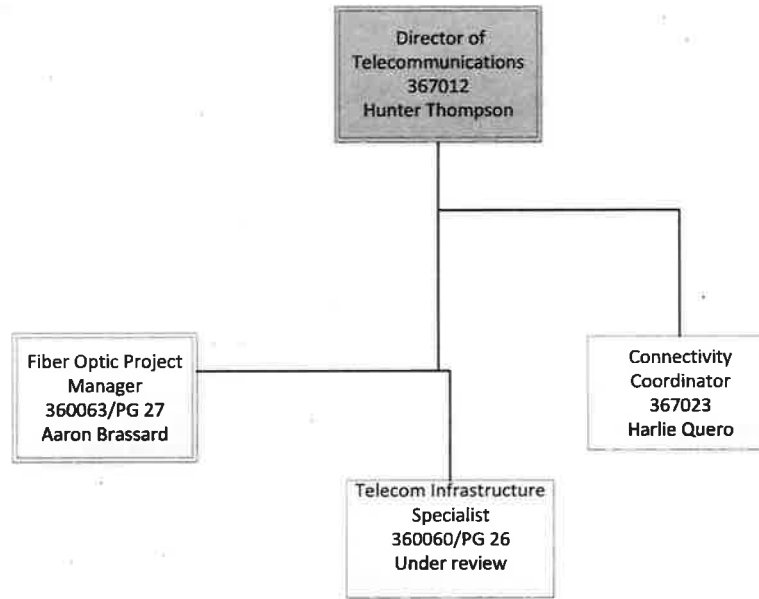 Director of
Telecommunications
367012
Hunter Thompson
Fiber Optic Project
Manager
360063/PG 27
Aaron Brassard
Connectivity
Coordinator
367023
Harlie Quero
Telecom Infrastructure
Specialist
360060/PG 26
Under review